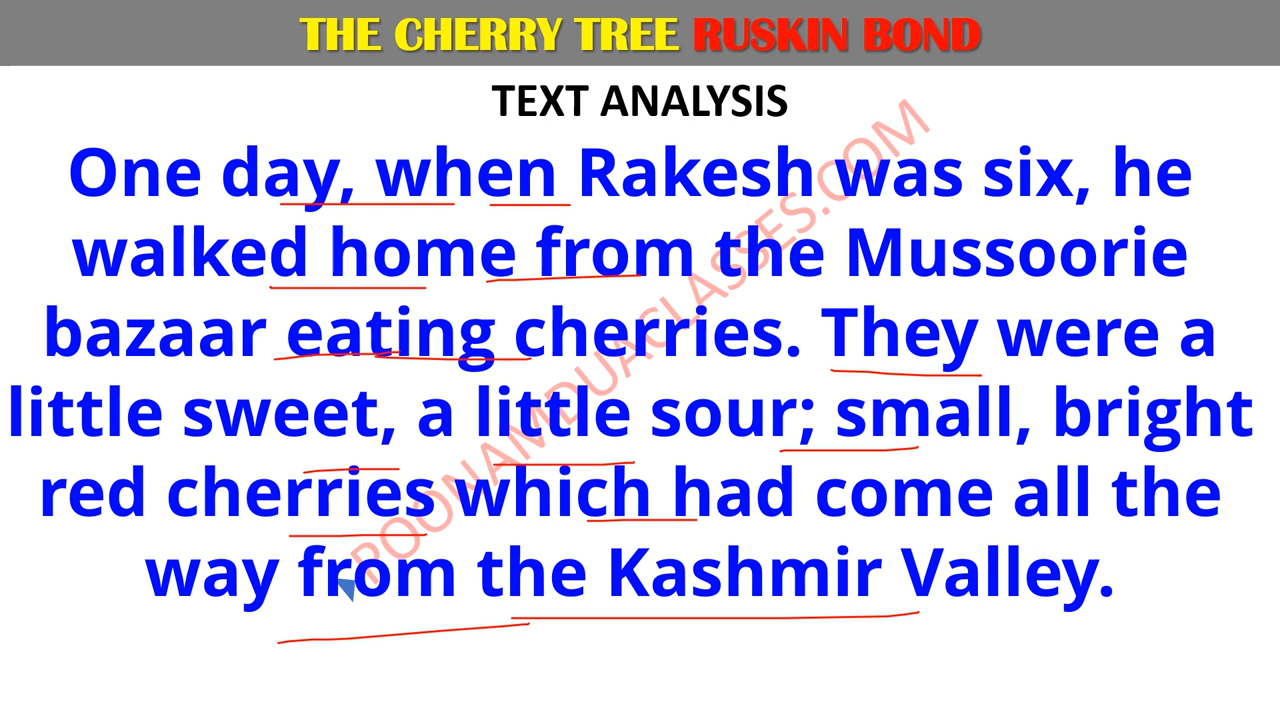 THE CHERRY TREE RUSKIN BOND
TEXT ANALYSIS
One day, when Rakesh was six, he
walked home from the Mussoorie
bazaar eating cherries. They were a
little sweet, a little sour; small, bright
red cherries which had come all the
way from the Kashmir Valley.
POONAMDUACLASSES.COM